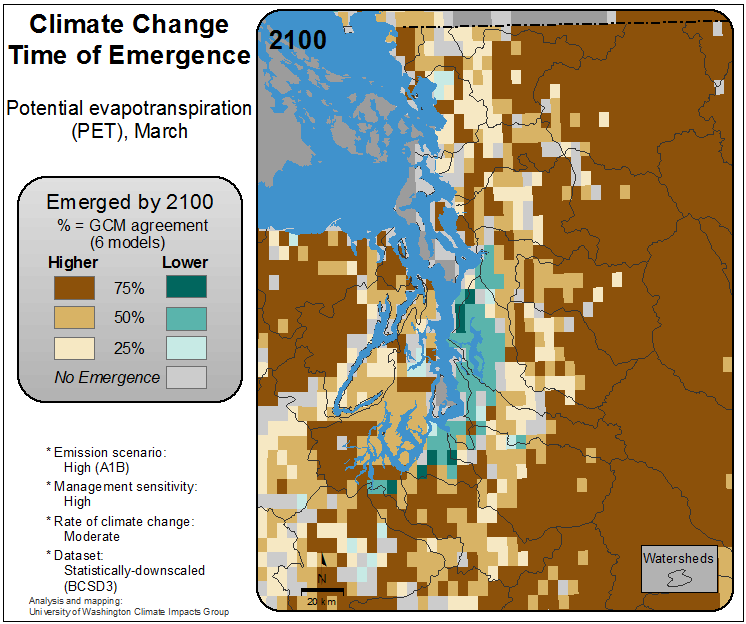 Climate Change
Time of Emergence
Potential evapotranspiration
(PET), March
Emerged by 2100
% = GCM agreement
(6 models)
Higher Lower
75%
50%
25%
No Emergence
* Emission scenario:
High (A1B)
* Management sensitivity:
High
* Rate of climate change:
Moderate
* Dataset:
Statistically-downscaled
(BCSD3)
Analysis and mapping:
University of Washington Climate Impacts Group
2100
N
20 km
Watersheds